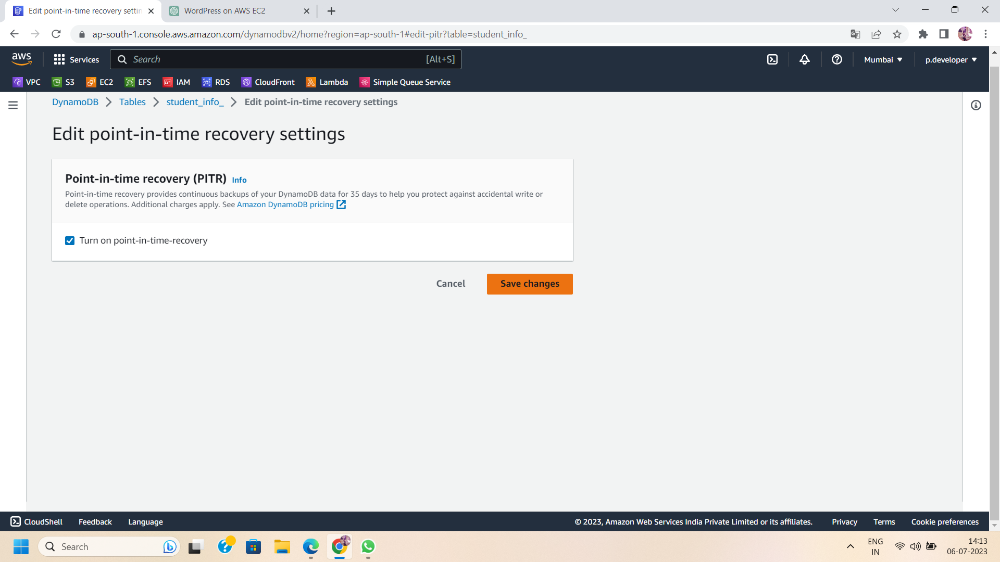 Edit point-in-time recovery settin
WordPress on AWS EC2
ap-south-1.console.aws.amazon.com/dynamodbv2/home?region=ap-south-1#edit-pitr?table=student_info_
aws
Services
Search
[Alt+S]
Mumbai
p.developer
VPC
S3
EC2
EFS
IAM
RDS
CloudFront
Lambda
Simple Queue Service
DynamoDB
Tables
student_info_
Edit point-in-time recovery settings
Edit point-in-time recovery settings
Point-in-time recovery (PITR) Info
Point-in-time recovery provides continuous backups of your DynamoDB data for 35 days to help you protect against accidental write or
delete operations. Additional charges apply. See Amazon DynamoDB pricing
Turn on point-in-time-recovery
Cancel
Save changes
CloudShell
Feedback
Language
© 2023, Amazon Web Services India Private Limited or its affiliates.
Privacy
Terms
Cookie preferences
Search
ENG
IN
14:13
06-07-2023